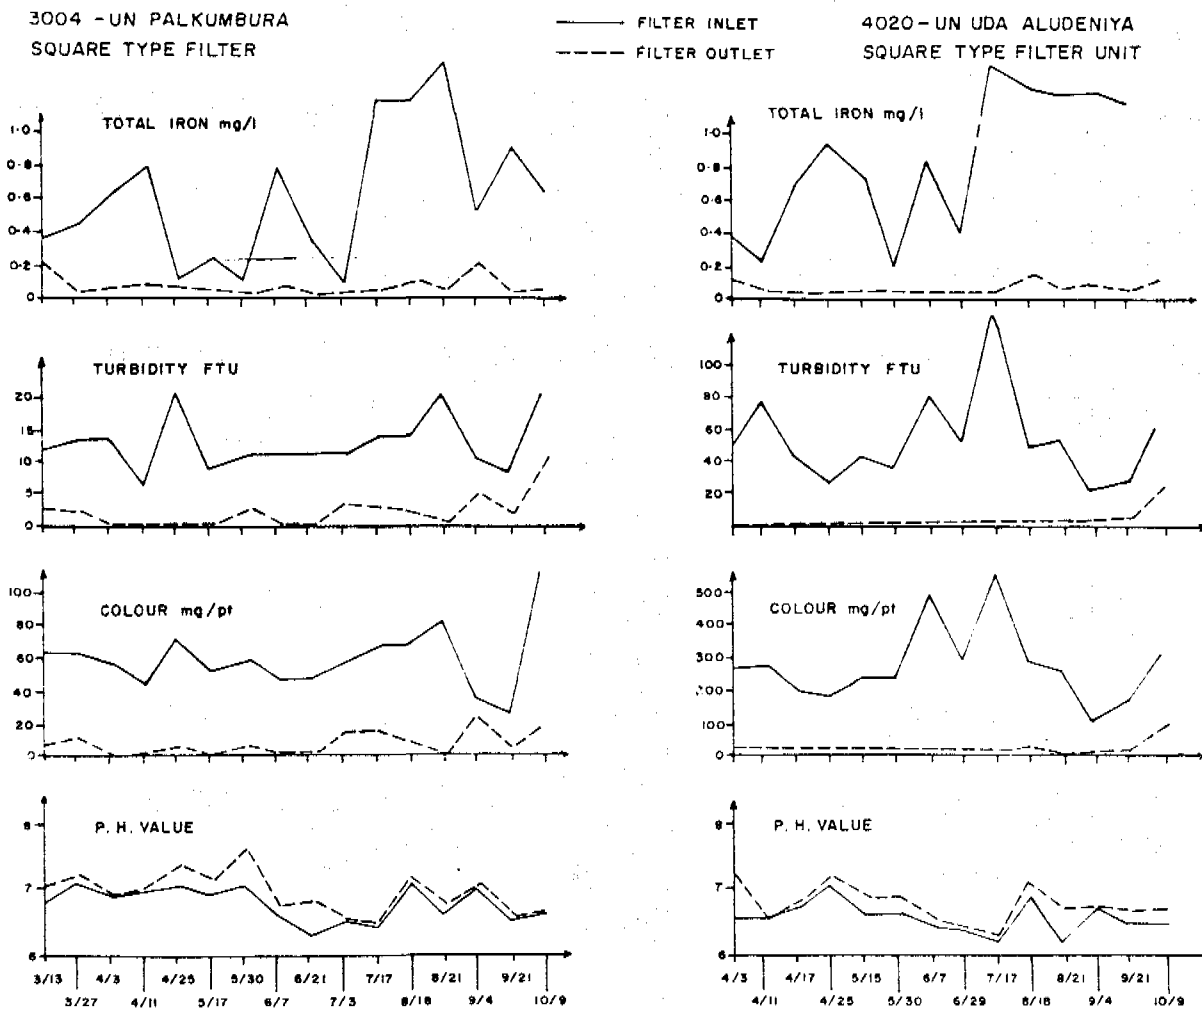 3004 - UN PALKUMBURA
SQUARE TYPE FILTER
FILTER INLET
FILTER OUTLET
4020 - UN UDA ALUDENIYA
SQUARE TYPE FILTER UNIT
TOTAL IRON mg/l
1·0
0·8
0·6
0·4
0·2
0
TURBIDITY FTU
20
15
10
5
0
COLOUR mg/pt
100
80
60
40
20
0
P. H. VALUE
8
7
6
3/13 4/3 4/25 5/30 6/21 7/17 8/21 9/21
3/27 4/11 5/17 6/7 7/3 8/18 9/4 10/9
TOTAL IRON mg/l
1·0
0·8
0·6
0·4
0·2
0
TURBIDITY FTU
100
80
60
40
20
COLOUR mg/pt
500
400
300
200
100
0
P. H. VALUE
8
7
6
4/3 4/17 5/15 6/7 7/17 8/21 9/21
4/11 4/25 5/30 6/29 8/18 9/4 10/9